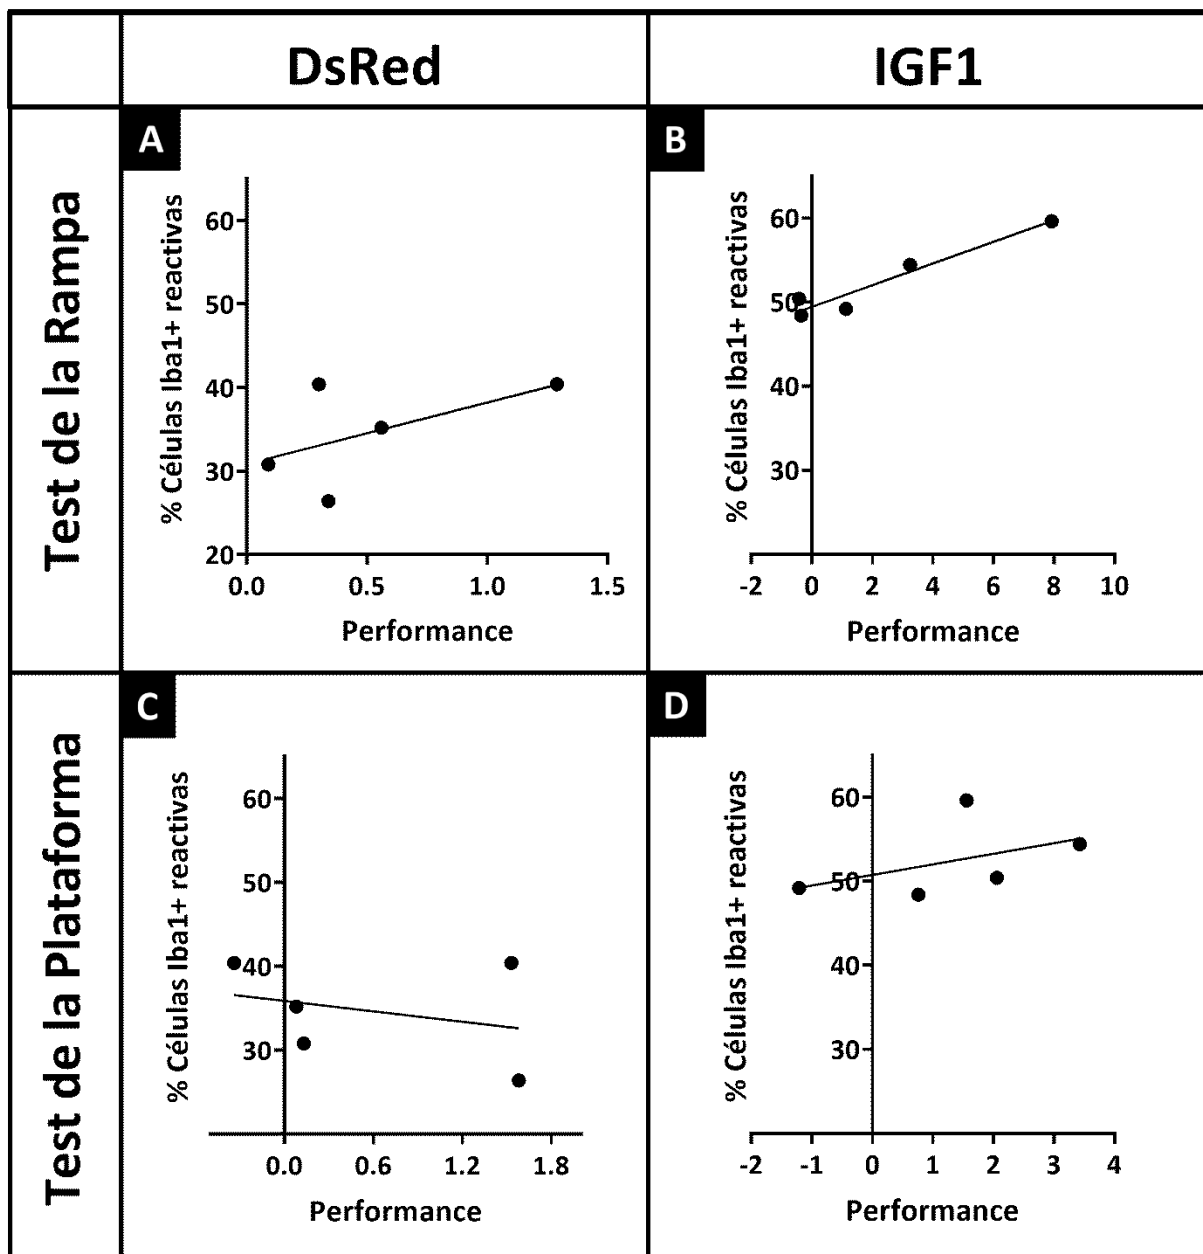 DsRed
IGF1
Test de la Rampa
A
% Células Iba1+ reactivas
60
50
40
30
20
0.0 0.5 1.0 1.5
Performance
B
% Células Iba1+ reactivas
60
50
40
30
-2 0 2 4 6 8 10
Performance
Test de la Plataforma
C
% Células Iba1+ reactivas
60
50
40
30
0.0 0.6 1.2 1.8
Performance
D
% Células Iba1+ reactivas
60
50
40
30
-2 -1 0 1 2 3 4
Performance